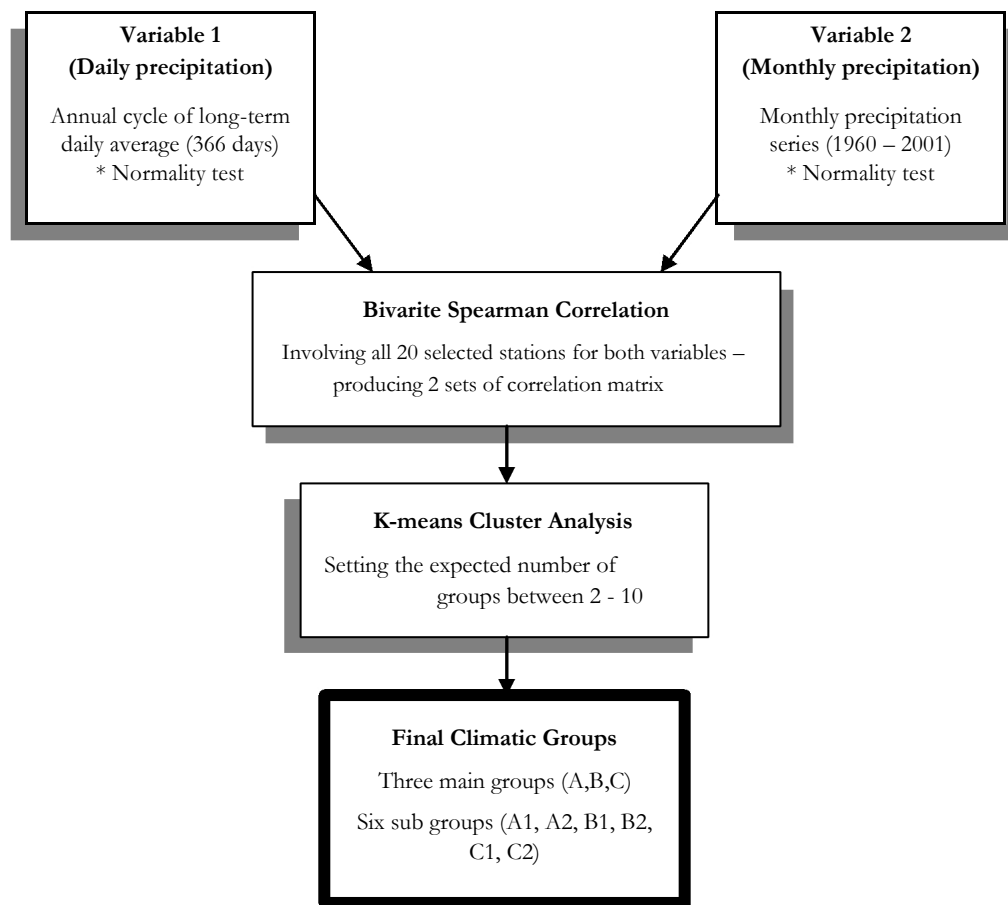 Variable 1
(Daily precipitation)
Annual cycle of long-term
daily average (366 days)
* Normality test
Variable 2
(Monthly precipitation)
Monthly precipitation
series (1960 – 2001)
* Normality test
Bivarite Spearman Correlation
Involving all 20 selected stations for both variables –
producing 2 sets of correlation matrix
K-means Cluster Analysis
Setting the expected number of
groups between 2 - 10
Final Climatic Groups
Three main groups (A,B,C)
Six sub groups (A1, A2, B1, B2,
C1, C2)